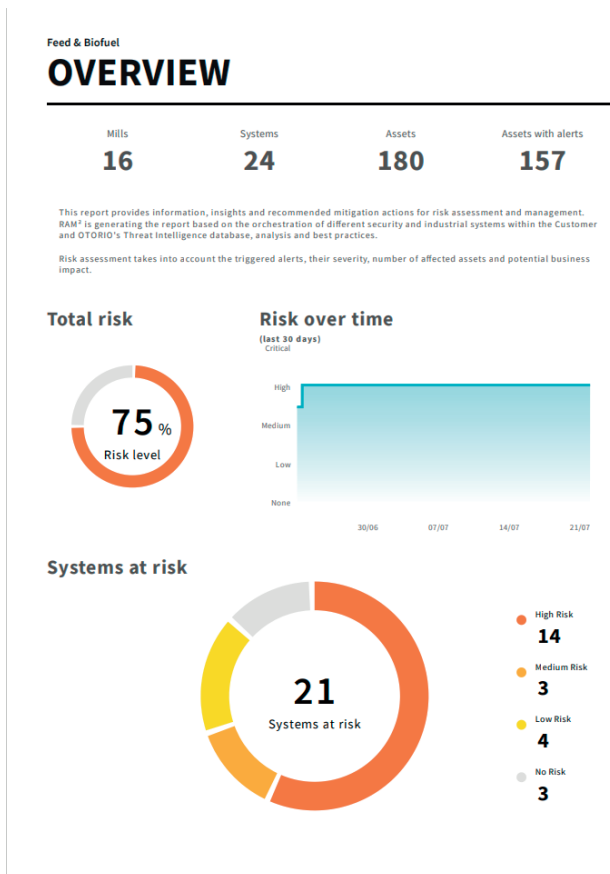 Feed & Biofuel
OVERVIEW
Mills
Systems
Assets
Assets with alerts
16
24
180
157
This report provides information, insights and recommended mitigation actions for risk assessment and management.
RAM² is generating the report based on the orchestration of different security and industrial systems within the Customer
and OTORIO's Threat Intelligence database, analysis and best practices.
Risk assessment takes into account the triggered alerts, their severity, number of affected assets and potential business
impact.
Total risk
75 %
Risk level
Risk over time
(last 30 days)
Critical
High
Medium
Low
None
30/06
07/07
14/07
21/07
Systems at risk
21
Systems at risk
High Risk
14
Medium Risk
3
Low Risk
4
No Risk
3